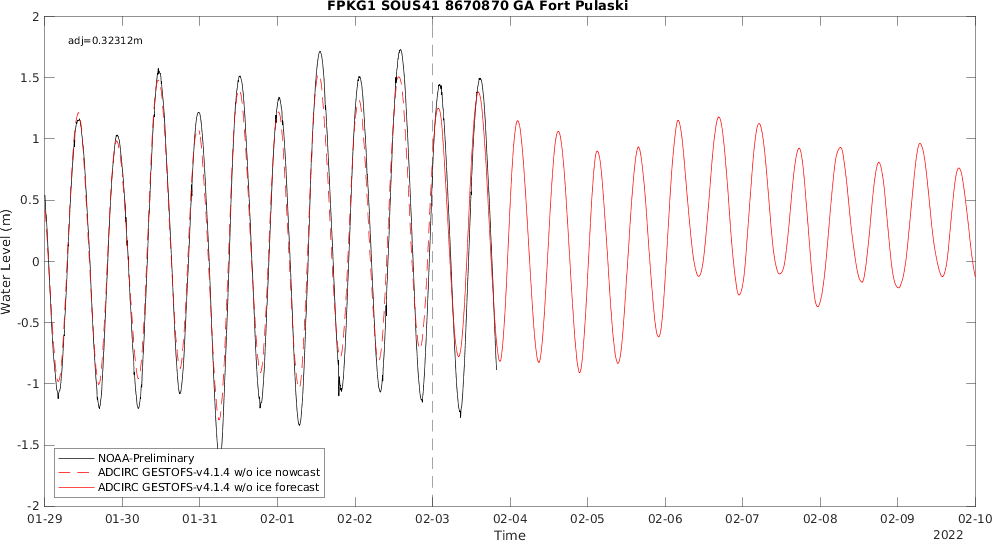 FPKG1 SOUS41 8670870 GA Fort Pulaski
adj=0.32312m
2
1.5
1
0.5
0
-0.5
-1
-1.5
-2
Water Level (m)
NOAA-Preliminary
ADCIRC GESTOFS-v4.1.4 w/o ice nowcast
ADCIRC GESTOFS-v4.1.4 w/o ice forecast
01-29 01-30 01-31 02-01 02-02 02-03 02-04 02-05 02-06 02-07 02-08 02-09 02-10
Time
2022